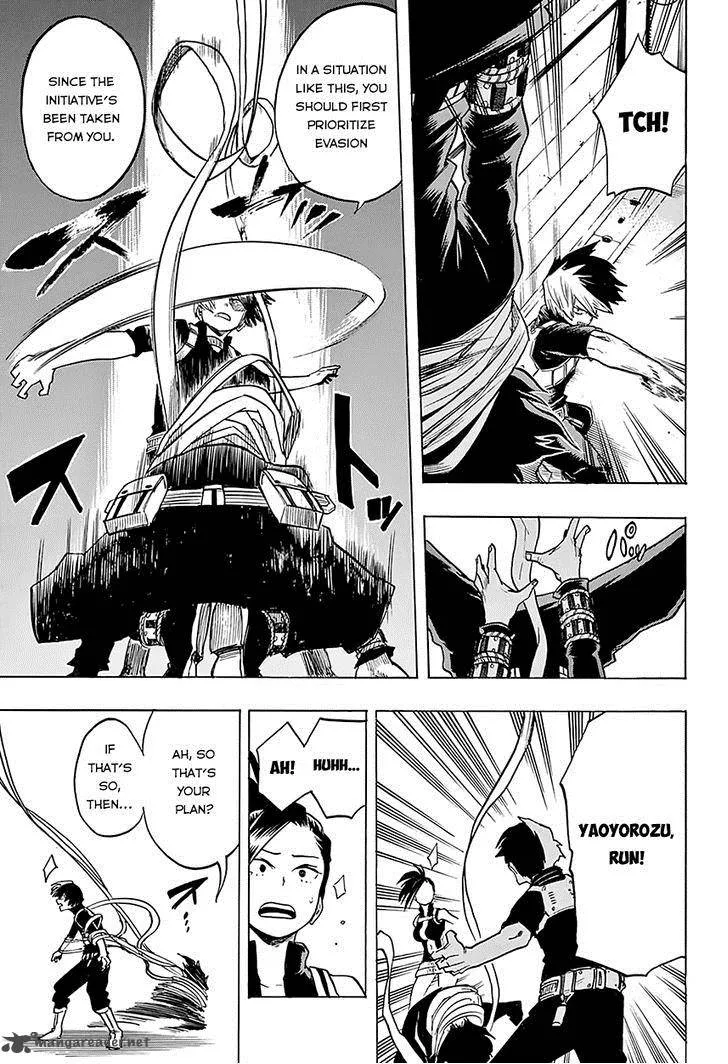 TCH!
IN A SITUATION
LIKE THIS, YOU
SHOULD FIRST
PRIORITIZE
EVASION
SINCE THE
INITIATIVE'S
BEEN TAKEN
FROM YOU.
YAOYOROZU,
RUN!
HUHH...
AH!
AH, SO
THAT'S
YOUR
PLAN?
IF
THAT'S
SO,
THEN...
mangareader.net